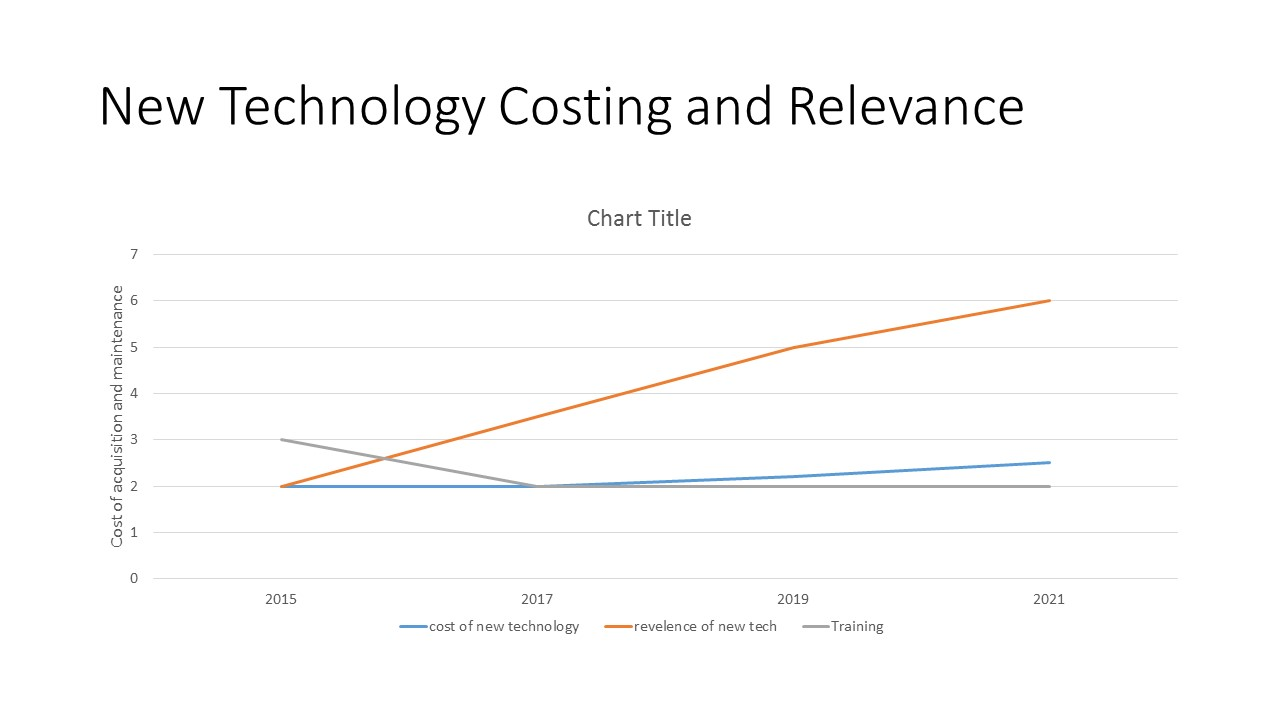 New Technology Costing and Relevance
Chart Title
Cost of acquisition and maintenance
7
6
5
4
3
2
1
0
2015 2017 2019 2021
cost of new technology revelence of new tech Training